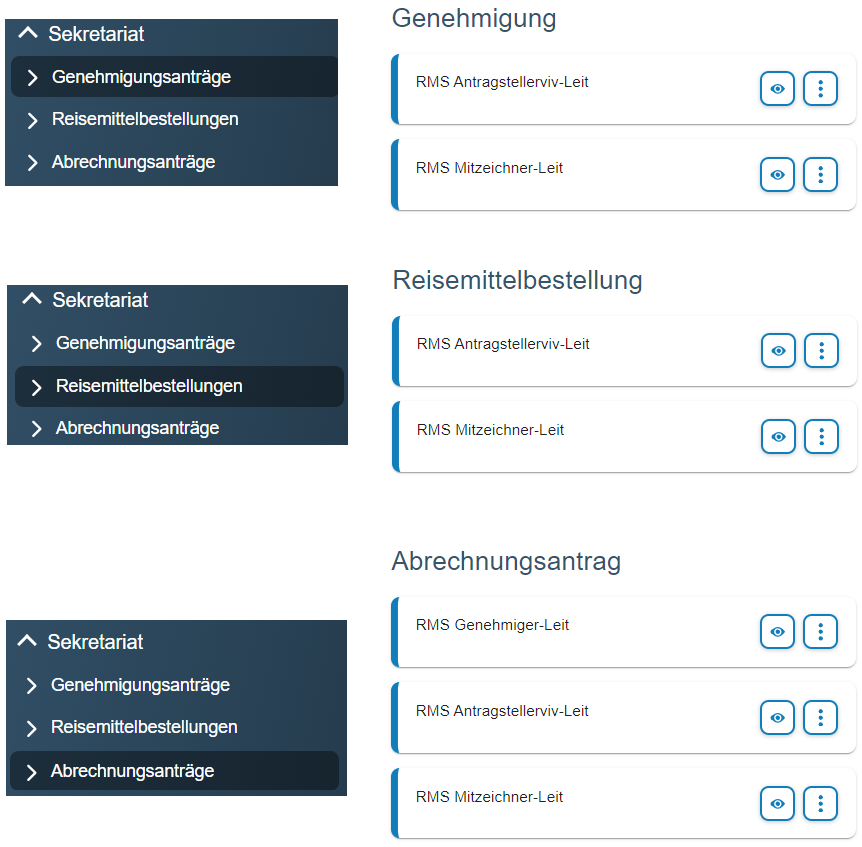 Sekretariat
Genehmigungsanträge
Reisemittelbestellungen
Abrechnungsanträge
Genehmigung
RMS Antragstellerviv-Leit
RMS Mitzeichner-Leit
Sekretariat
Genehmigungsanträge
Reisemittelbestellungen
Abrechnungsanträge
Reisemittelbestellung
RMS Antragstellerviv-Leit
RMS Mitzeichner-Leit
Sekretariat
Genehmigungsanträge
Reisemittelbestellungen
Abrechnungsanträge
Abrechnungsantrag
RMS Genehmiger-Leit
RMS Antragstellerviv-Leit
RMS Mitzeichner-Leit